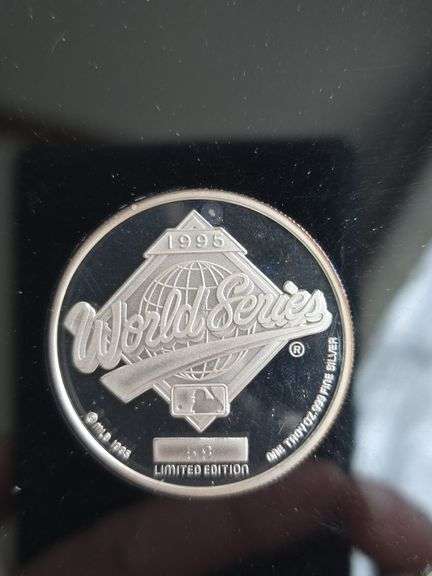 1995
World Series
®
© MLB 1995
LIMITED EDITION
ONE TROY OZ .999 FINE SILVER